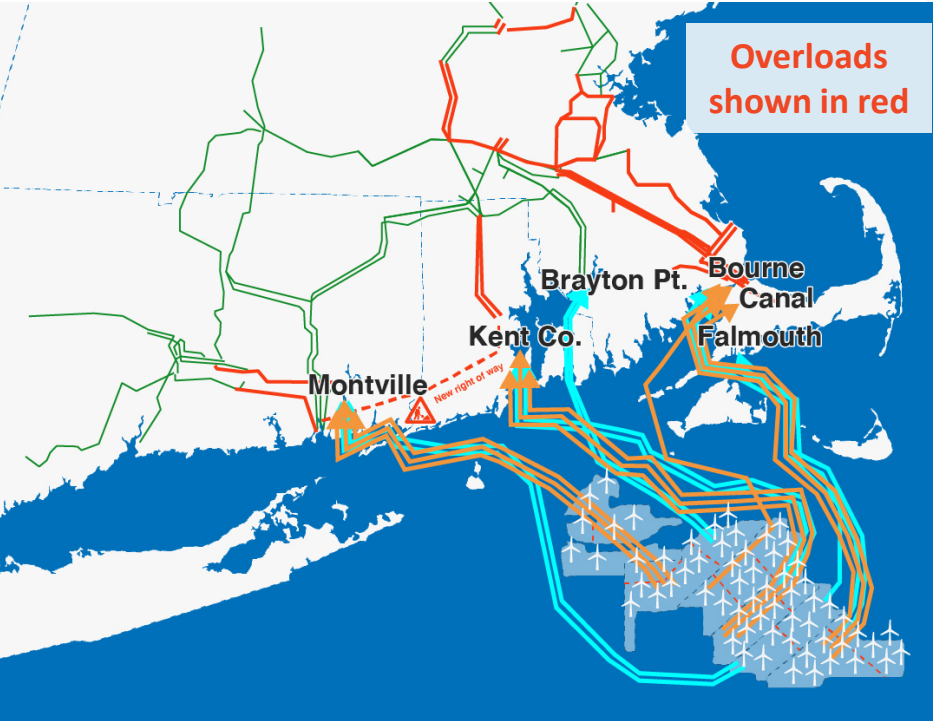 Overloads
shown in red
Bourne
Brayton Pt.
Canal
Kent Co.
Falmouth
Montville
New right of way